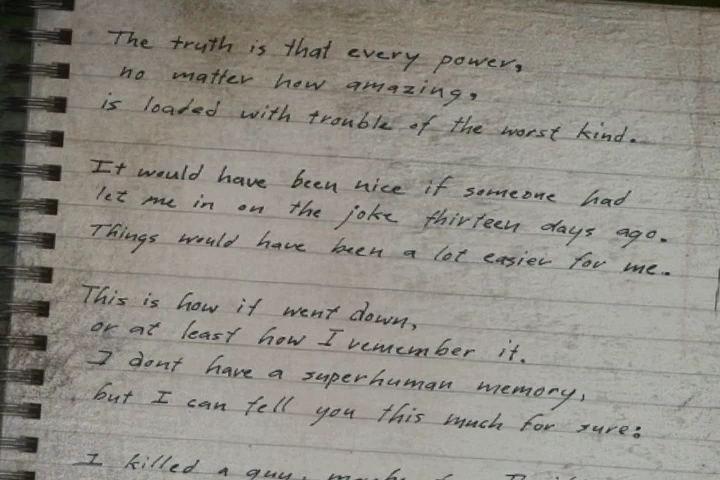 The truth is that every power,
no matter how amazing,
is loaded with trouble of the worst kind.
It would have been nice if someone had
let me in on the joke thirteen days ago.
Things would have been a lot easier for me.
This is how it went down,
or at least how I remember it.
I dont have a superhuman memory,
but I can tell you this much for sure:
I killed a guy,